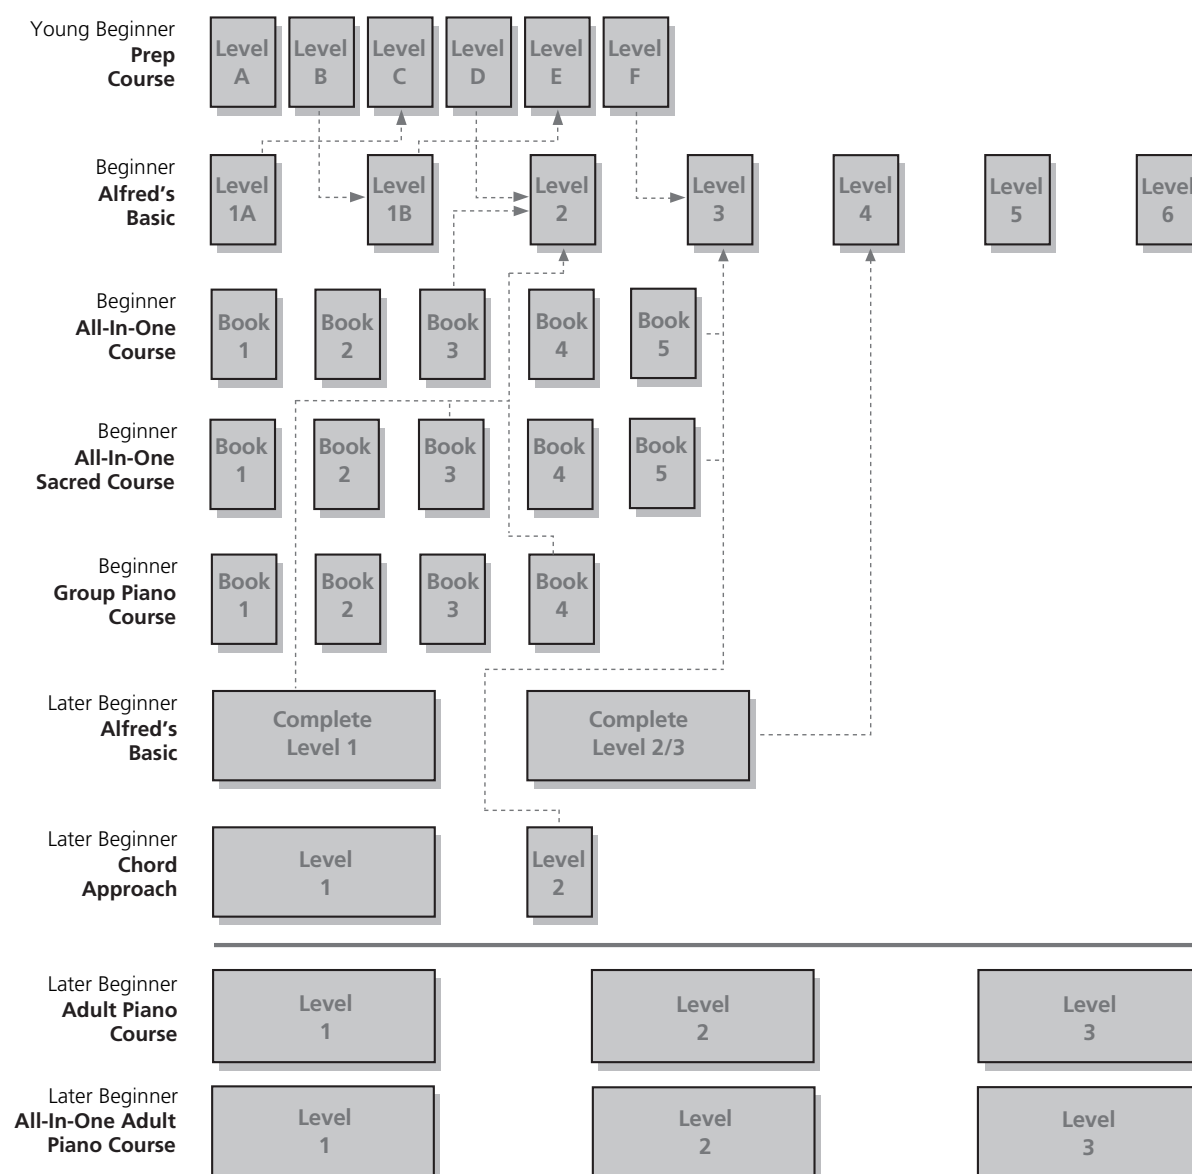 Young Beginner
Prep
Course
Level Level Level Level Level Level
A B C D E F
Beginner
Alfred's
Basic
Level Level Level Level Level Level Level
1A 1B 2 3 4 5 6
Beginner
All-In-One
Course
Book Book Book Book Book
1 2 3 4 5
Beginner
All-In-One
Sacred Course
Book Book Book Book Book
1 2 3 4 5
Beginner
Group Piano
Course
Book Book Book Book
1 2 3 4
Later Beginner
Alfred's
Basic
Complete Complete
Level 1 Level 2/3
Later Beginner
Chord
Approach
Level Level
1 2
Later Beginner
Adult Piano
Course
Level Level Level
1 2 3
Later Beginner
All-In-One Adult
Piano Course
Level Level Level
1 2 3